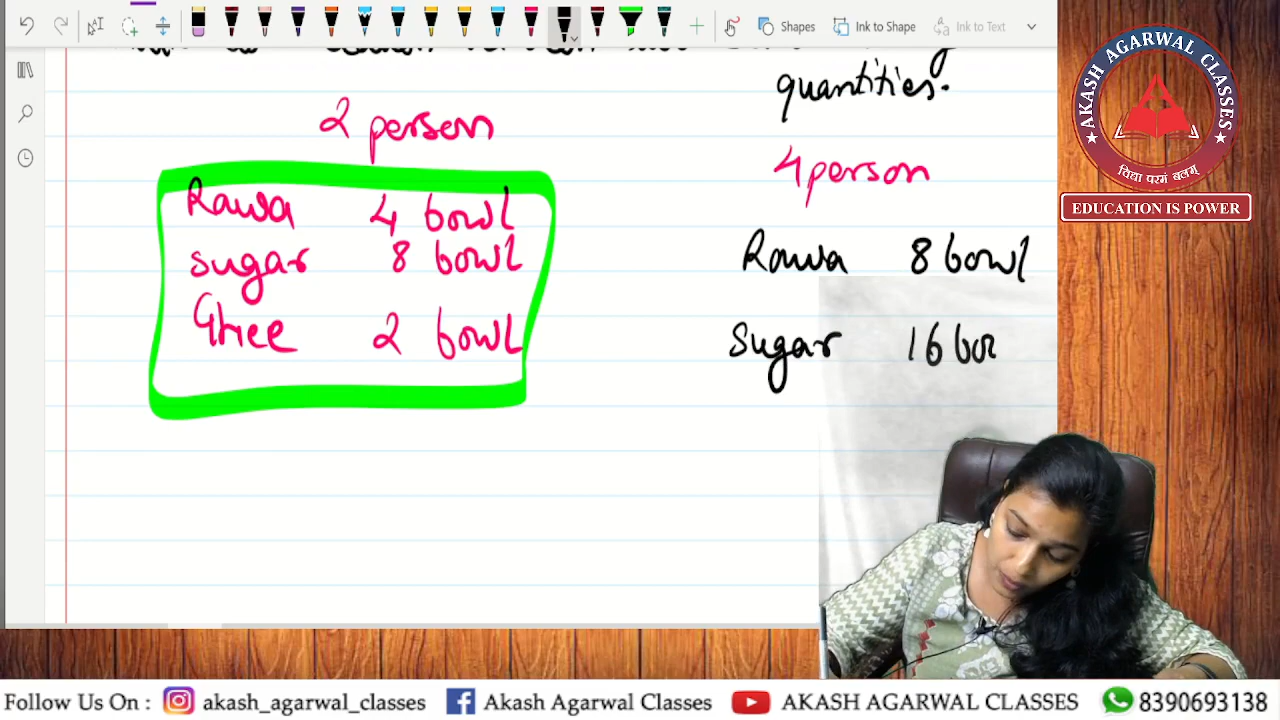 Shapes
Ink to Shape
Ink to Text
quantities.
2 person
4 person
Rawa 4 bowl
Sugar 8 bowl
Ghee 2 bowl
Rawa 8 bowl
Sugar 16 bo
AKASH AGARWAL CLASSES
विद्या परमं बलम्
EDUCATION IS POWER
Follow Us On : akash_agarwal_classes Akash Agarwal Classes AKASH AGARWAL CLASSES 8390693138